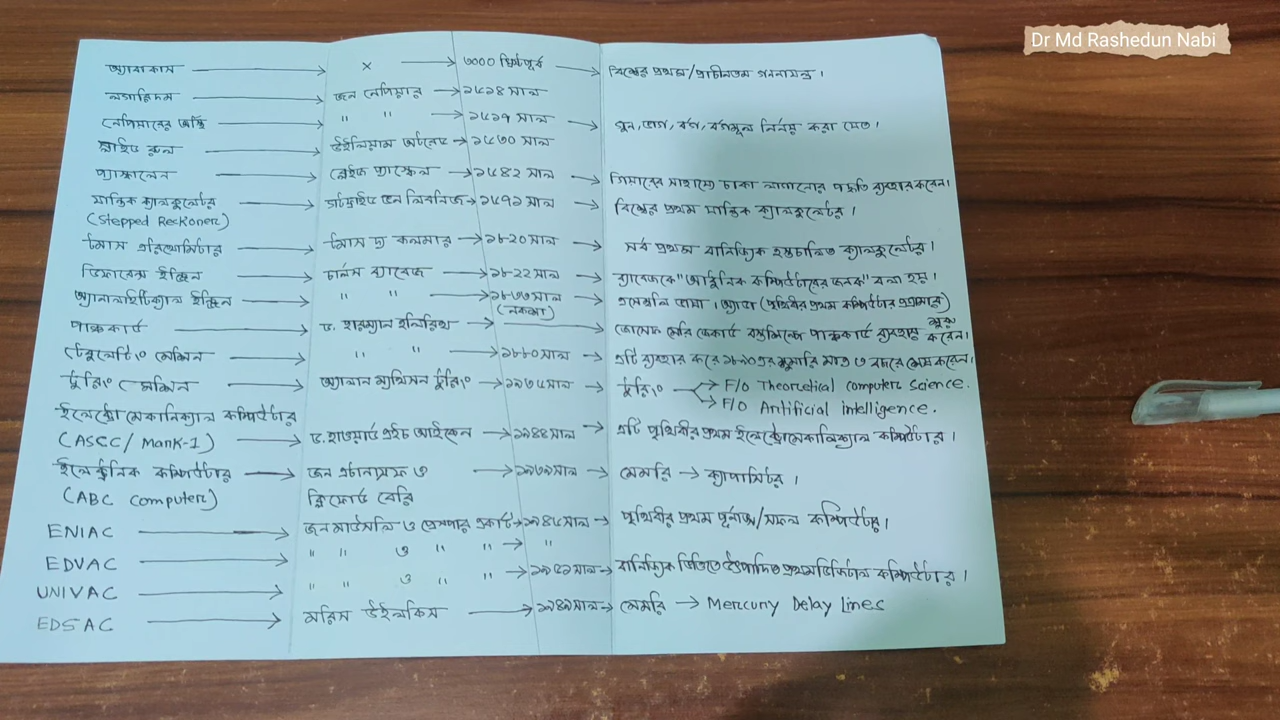 Dr Md Rashedun Nabi
অ্যাবাকাস → × → ৩০০০ খ্রিষ্টপূর্ব → বিশ্বের প্রথম/প্রাচীনতম গননাযন্ত্র।
লগারিদম → জন নেপিয়ার → ১৬১৪ সাল
নেপিয়ারের অস্থি → " " → ১৬১৭ সাল → গুন, ভাগ, বর্গ, বর্গমূল নির্নয় করা যেত।
স্লাইড রুল → উইলিয়াম অটরেড → ১৬৩০ সাল
প্যাস্কালেন → ব্লেইজ প্যাস্কেল → ১৬৪২ সাল → গিয়ারের সাহায্যে চাকা লাগানোর পদ্ধতি ব্যবহার করেন।
যান্ত্রিক ক্যালকুলেটর → গটফ্রাইড ভন লিবনিজ → ১৬৭১ সাল → বিশ্বের প্রথম যান্ত্রিক ক্যালকুলেটর।
(Stepped Reckoner)
টমাস এরিথোমিটার → টমাস দ্য কলমার → ১৮২০ সাল → সর্ব প্রথম বানিজ্যিক হস্তচালিত ক্যালকুলেটর।
ডিফারেন্স ইঞ্জিন → চার্লস ব্যাবেজ → ১৮২২ সাল → ব্যাবেজকে "আধুনিক কম্পিউটারের জনক" বলা হয়।
অ্যানালাইটিক্যাল ইঞ্জিন → " " → ১৮৩৩ সাল → এসেম্বলি ভাষা। অ্যাডা (পৃথিবীর প্রথম কম্পিউটার প্রগ্রামার)
(নকসা)
পাঞ্চকার্ড → ড. হারম্যান হলিরিথ → জোসেফ মেরি জেকার্ড বস্ত্রশিল্পে পাঞ্চকার্ড ব্যবহার শুরু করেন।
টেবুলেটিং মেশিন → " " → ১৮৮০ সাল → এটি ব্যবহার করে ১৮৯০ এর শুমারি মাত্র ৩ বছরে শেষ করেন।
টুরিং মেশিন → অ্যালান ম্যাথিসন টুরিং → ১৯৩৬ সাল → টুরিং → F/O Theoretical computer Science.
→ F/O Artificial intelligence.
ইলেক্ট্রো মেকানিক্যাল কম্পিউটার
(ASCC/Mark-1) → ড. হাওয়ার্ড এইচ আইকেন → ১৯৪৪ সাল → এটি পৃথিবীর প্রথম ইলেক্ট্রোমেকানিক্যাল কম্পিউটার।
ইলেক্ট্রনিক কম্পিউটার → জন এটানাসফ ও → ১৯৩৯ সাল → মেমরি → ক্যাপাসিটর।
(ABC computer) ক্লিফোর্ড বেরি
ENIAC → জন মাউসলি ও প্রেসপার একার্ট → ১৯৪৬ সাল → পৃথিবীর প্রথম পূর্নাঙ্গ/সফল কম্পিউটার।
EDVAC → " " ও " " → "
UNIVAC → " " ও " " → ১৯৫১ সাল → বানিজ্যিক ভিত্তিতে উৎপাদিত প্রথম ডিজিটাল কম্পিউটার।
EDSAC → মরিস উইলকিস → ১৯৪৯ সাল → মেমরি → Mercury Delay Lines